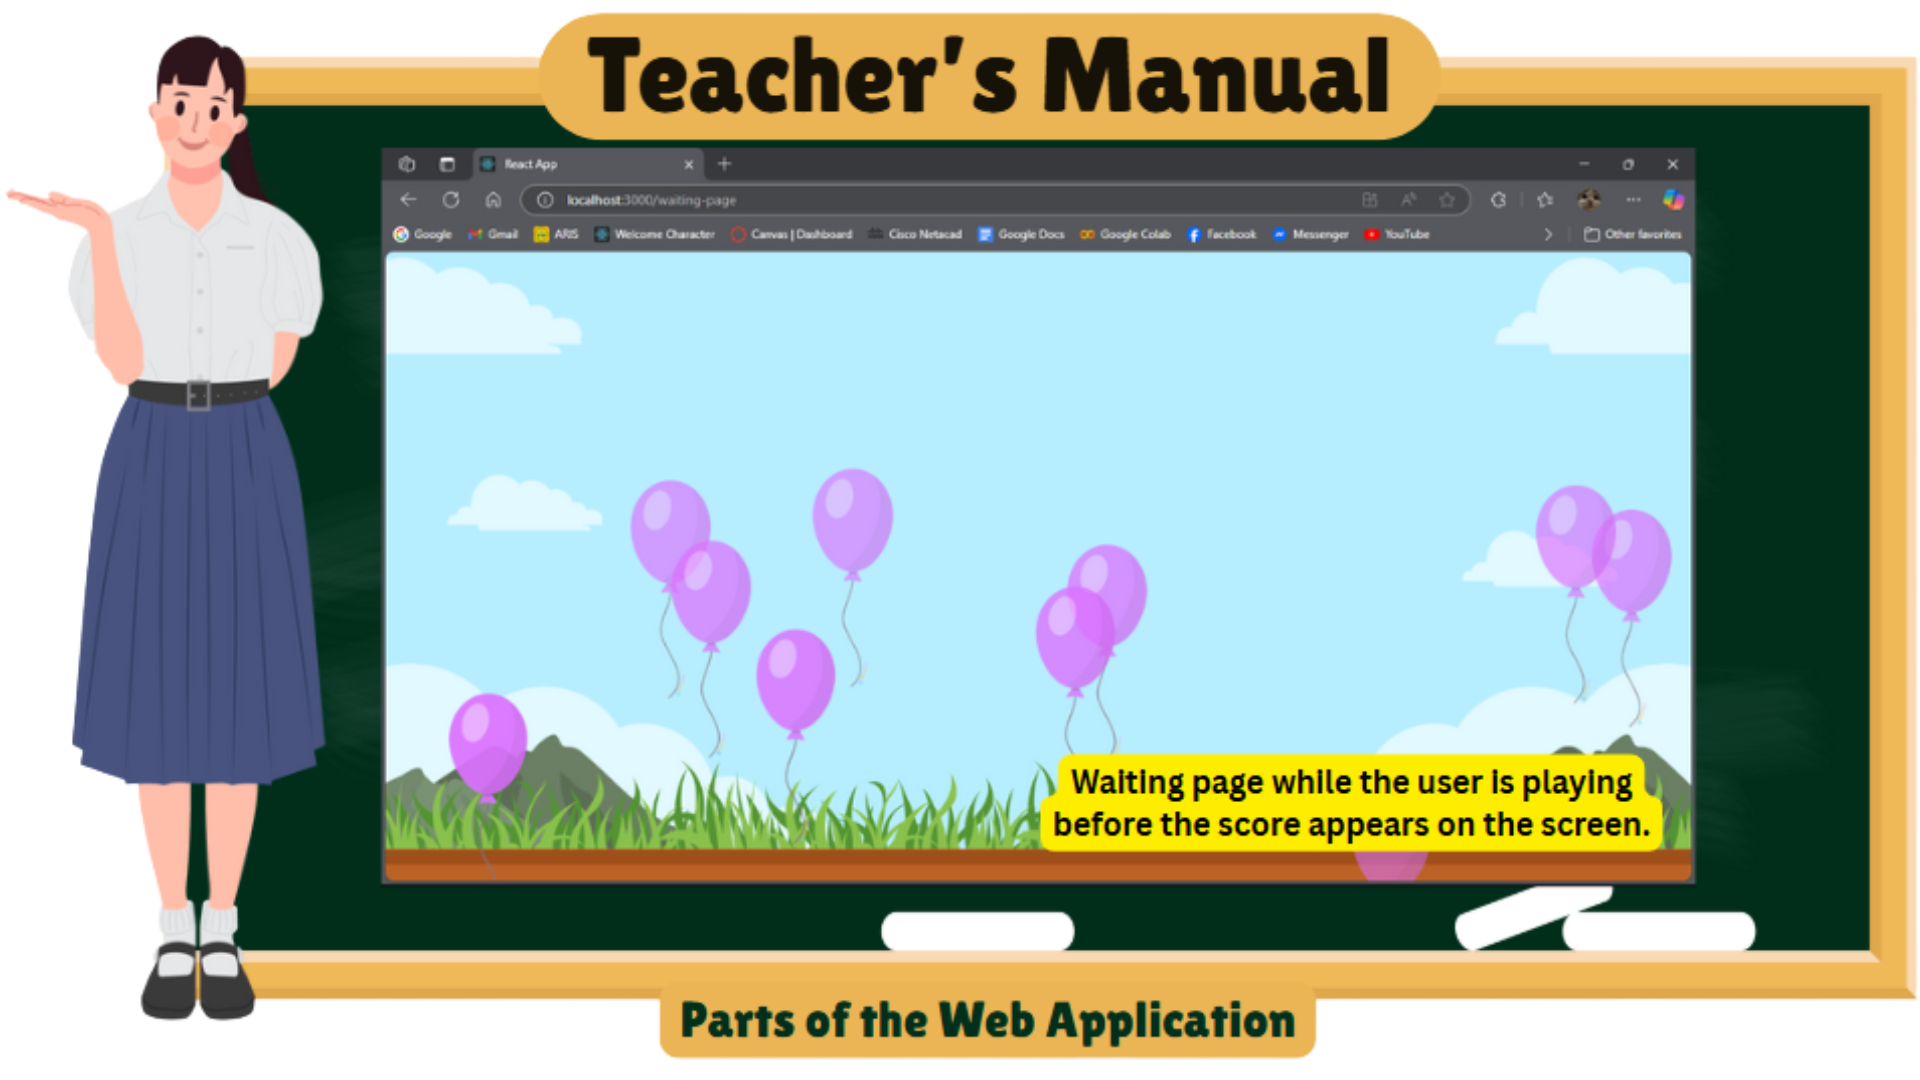 Teacher's Manual
React App
localhost:3000/waiting-page
Google Gmail ARIS Welcome Character Canvas | Dashboard Cisco Netacad Google Docs Google Colab Facebook Messenger YouTube Other favorites
Waiting page while the user is playing
before the score appears on the screen.
Parts of the Web Application